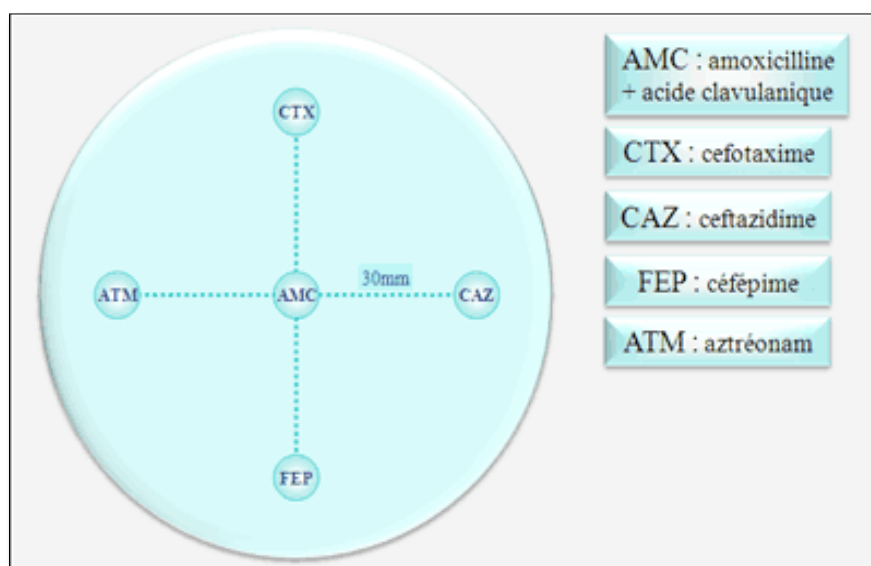 CTX
30mm
ATM
AMC
CAZ
FEP
AMC : amoxicilline
+ acide clavulanique
CTX : cefotaxime
CAZ : ceftazidime
FEP : céfépime
ATM : aztréonam